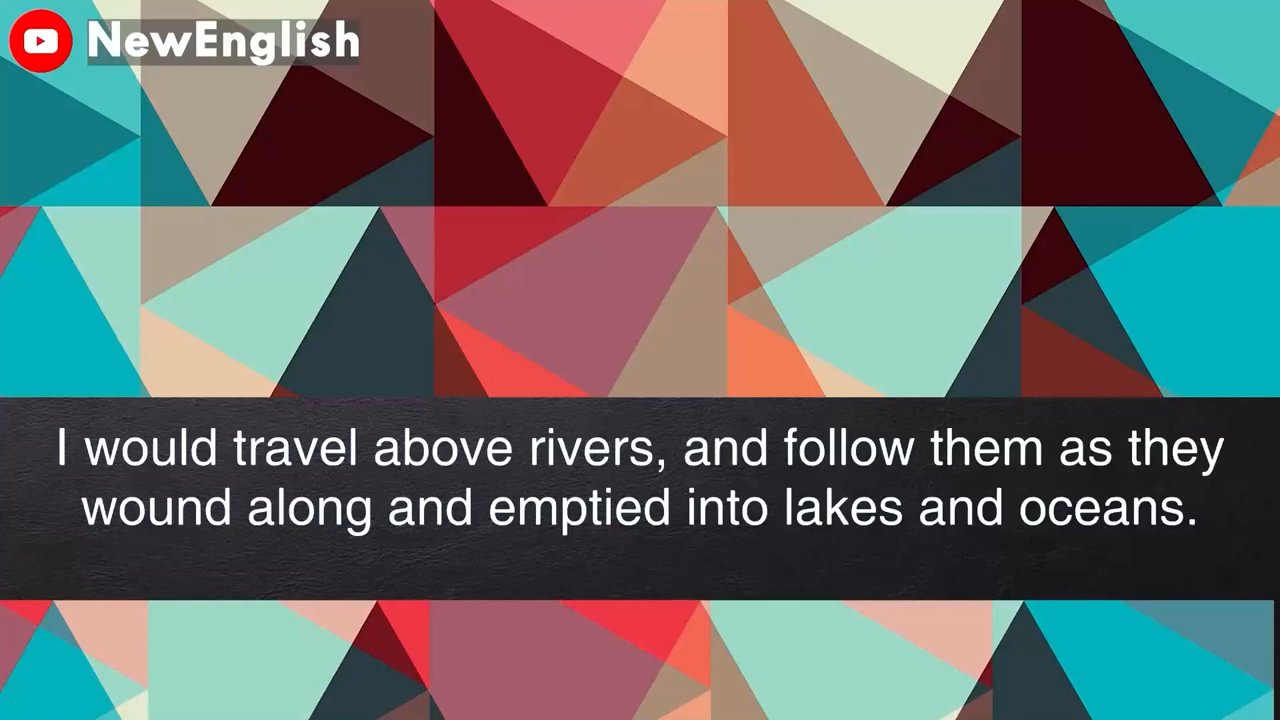 NewEnglish
I would travel above rivers, and follow them as they
wound along and emptied into lakes and oceans.